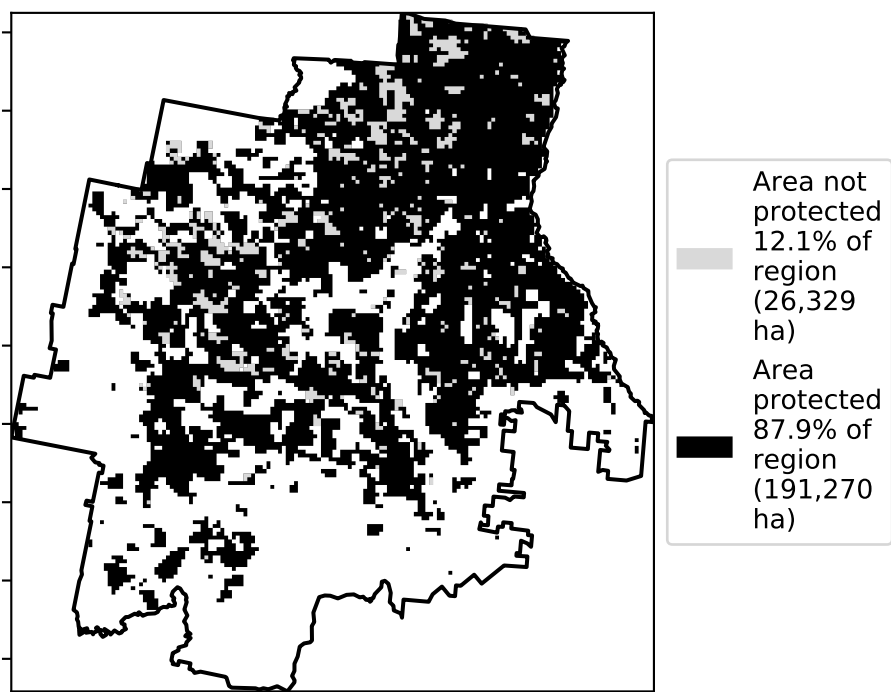 Area not
protected
12.1% of
region
(26,329
ha)
Area
protected
87.9% of
region
(191,270
ha)